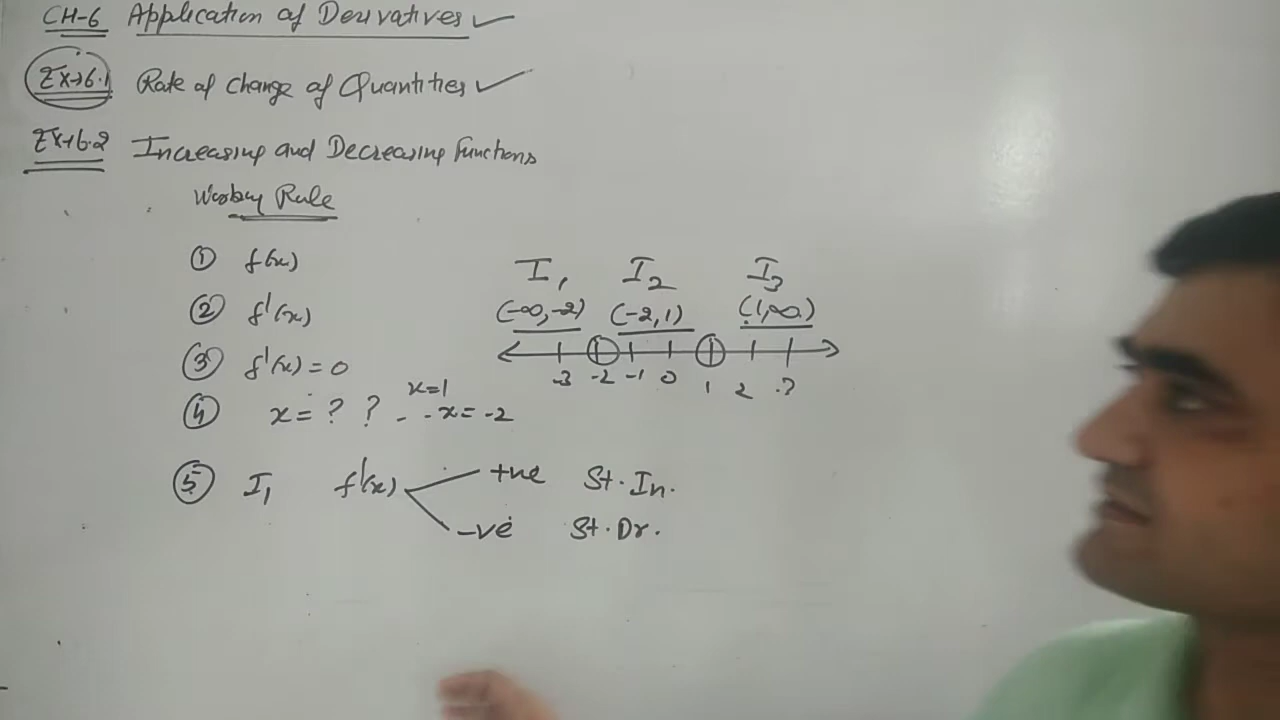 CH-6 Application of Derivatives ✓
Ex→6.1 Rate of change of Quantities ✓
Ex→6.2 Increasing and Decreasing Functions
Working Rule
① f(x)
② f'(x)
③ f'(x) = 0
④ x = ? ? - - x = -2
x=1
I₁ I₂ I₃
(-∞,-2) (-2,1) (1,∞)
-3 -2 -1 0 1 2 3
⑤ I₁ f'(x) +ve St. In.
-ve St. Dr.